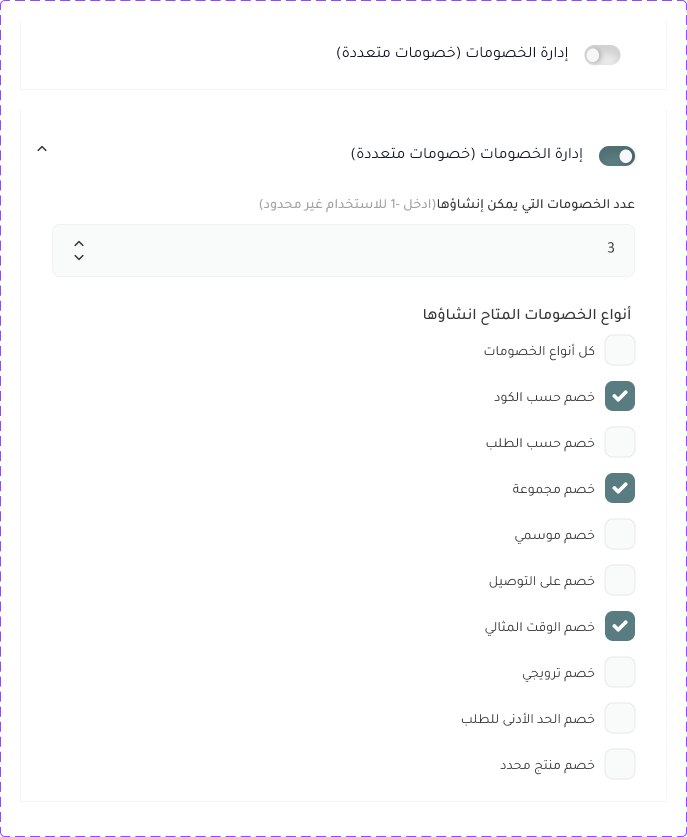 إدارة الخصومات (خصومات متعددة)
إدارة الخصومات (خصومات متعددة)
عدد الخصومات التي يمكن إنشاؤها(ادخل -1 للاستخدام غير محدود)
3
أنواع الخصومات المتاح انشاؤها
كل أنواع الخصومات
خصم حسب الكود
خصم حسب الطلب
خصم مجموعة
خصم موسمي
خصم على التوصيل
خصم الوقت المثالي
خصم ترويجي
خصم الحد الأدنى للطلب
خصم منتج محدد